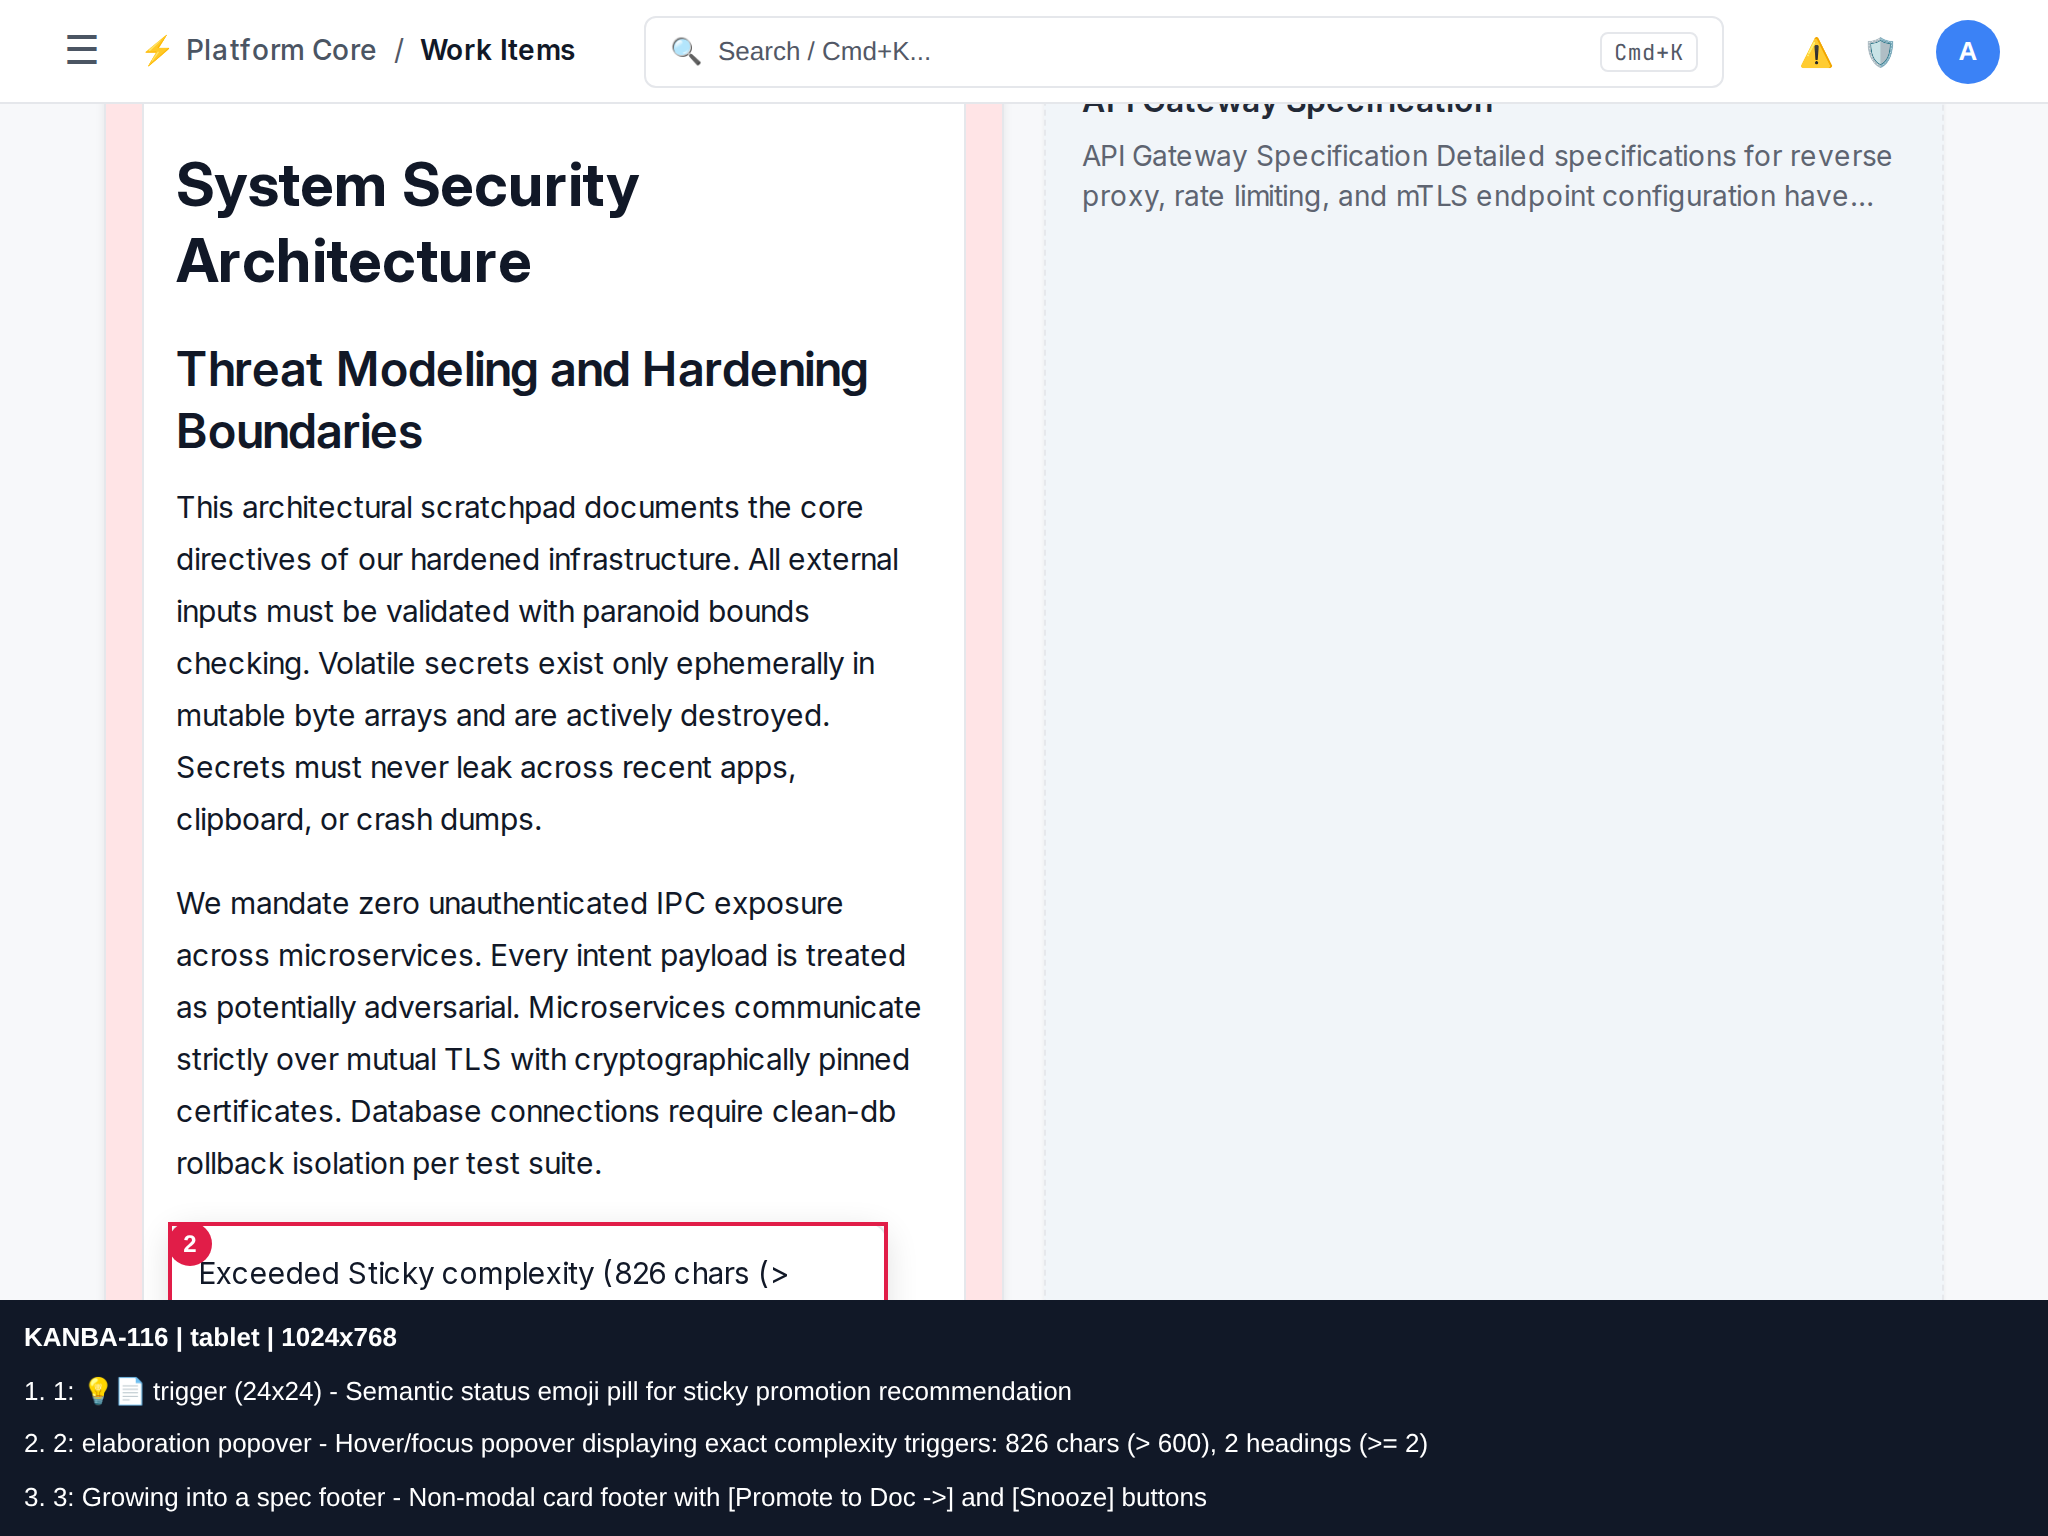 ☰ ⚡ Platform Core / Work Items
🔍 Search / Cmd+K... Cmd+K
⚠️ 🛡️ A
System Security
Architecture
Threat Modeling and Hardening
Boundaries
This architectural scratchpad documents the core
directives of our hardened infrastructure. All external
inputs must be validated with paranoid bounds
checking. Volatile secrets exist only ephemerally in
mutable byte arrays and are actively destroyed.
Secrets must never leak across recent apps,
clipboard, or crash dumps.
We mandate zero unauthenticated IPC exposure
across microservices. Every intent payload is treated
as potentially adversarial. Microservices communicate
strictly over mutual TLS with cryptographically pinned
certificates. Database connections require clean-db
rollback isolation per test suite.
2
Exceeded Sticky complexity (826 chars (>
API Gateway Specification
API Gateway Specification Detailed specifications for reverse
proxy, rate limiting, and mTLS endpoint configuration have...
KANBA-116 | tablet | 1024x768
1. 1: 💡📄 trigger (24x24) - Semantic status emoji pill for sticky promotion recommendation
2. 2: elaboration popover - Hover/focus popover displaying exact complexity triggers: 826 chars (> 600), 2 headings (>= 2)
3. 3: Growing into a spec footer - Non-modal card footer with [Promote to Doc ->] and [Snooze] buttons